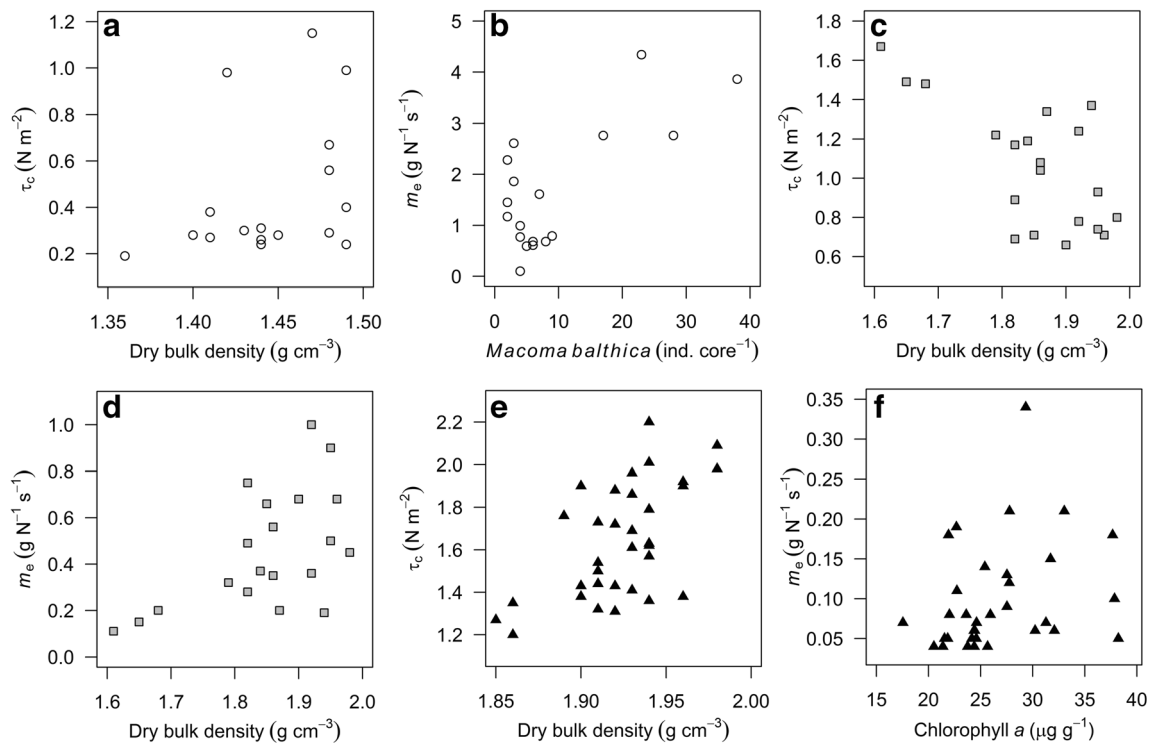 a
1.2
1.0
0.8
0.6
0.4
0.2
τc (N m−2)
1.35 1.40 1.45 1.50
Dry bulk density (g cm−3)
b
5
4
3
2
1
0
me (g N−1 s−1)
0 10 20 30 40
Macoma balthica (ind. core−1)
c
1.8
1.6
1.4
1.2
1.0
0.8
0.6
τc (N m−2)
1.6 1.7 1.8 1.9 2.0
Dry bulk density (g cm−3)
d
1.0
0.8
0.6
0.4
0.2
0.0
me (g N−1 s−1)
1.6 1.7 1.8 1.9 2.0
Dry bulk density (g cm−3)
e
2.2
2.0
1.8
1.6
1.4
1.2
τc (N m−2)
1.85 1.90 1.95 2.00
Dry bulk density (g cm−3)
f
0.35
0.30
0.25
0.20
0.15
0.10
0.05
me (g N−1 s−1)
15 20 25 30 35 40
Chlorophyll a (μg g−1)